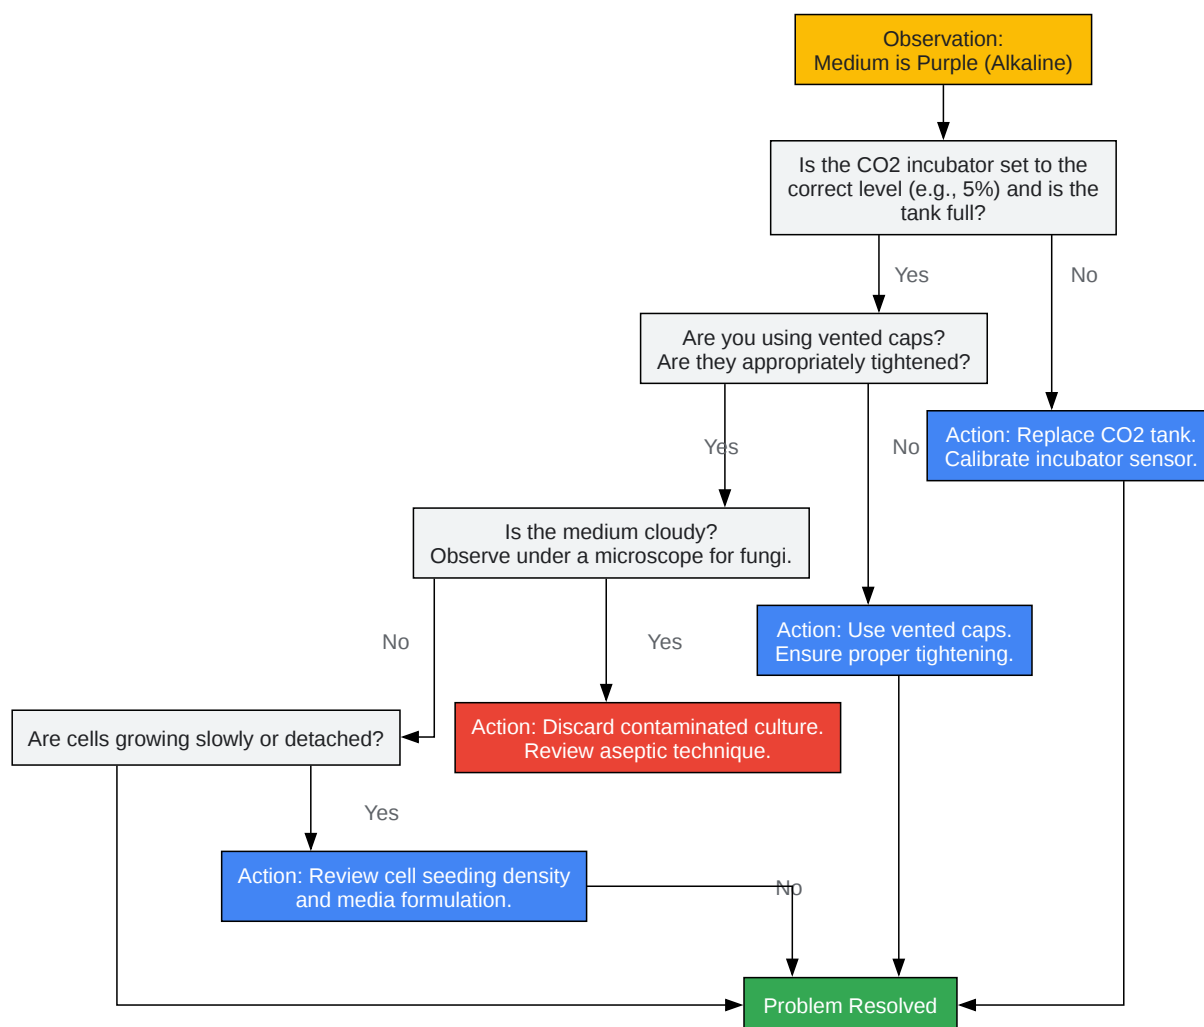 Observation:
Medium is Purple (Alkaline)
Is the CO2 incubator set to the
correct level (e.g., 5%) and is the
tank full?
Yes
No
Are you using vented caps?
Are they appropriately tightened?
Yes
No
Action: Replace CO2 tank.
Calibrate incubator sensor.
Is the medium cloudy?
Observe under a microscope for fungi.
No
Yes
Action: Use vented caps.
Ensure proper tightening.
Are cells growing slowly or detached?
Action: Discard contaminated culture.
Review aseptic technique.
Yes
Action: Review cell seeding density
and media formulation.
No
Problem Resolved